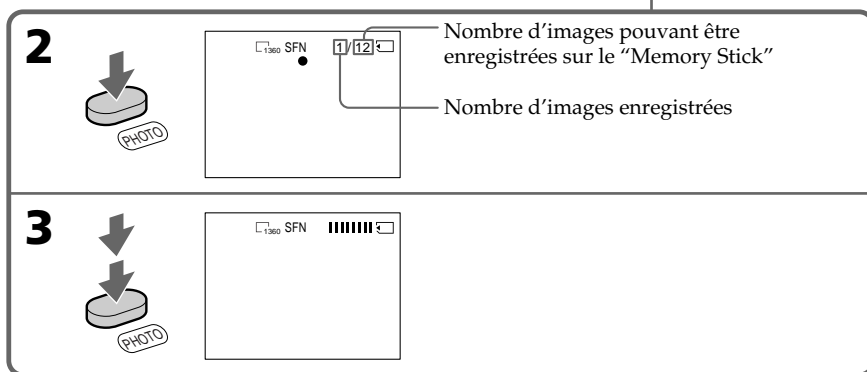 2
1360 SFN 1/12
Nombre d'images pouvant être
enregistrées sur le “Memory Stick”
Nombre d'images enregistrées
PHOTO
3
1360 SFN
PHOTO